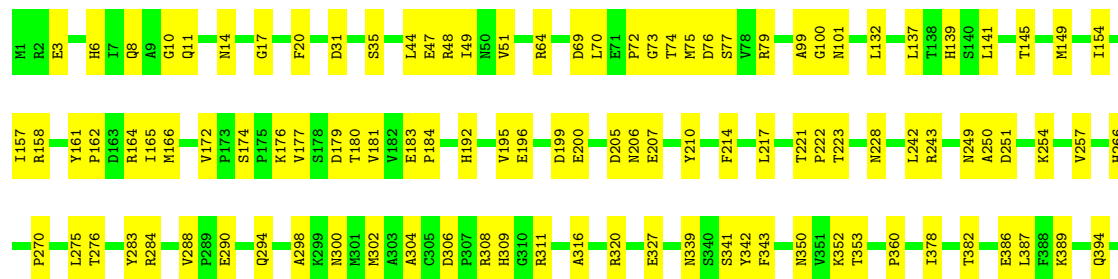 M1 R2 E3 H6 I7 Q8 A9 G10 Q11 N14 G17 F20 D31 S35 L44 E47 R48 I49 N50 V51 R64 D69 L70 E71 P72 G73 T74 M75 D76 S77 V78 R79 A99 G100 N101 L132 L137 T138 H139 S140 L141 T145 M149 I154
I157 R158 Y161 P162 D163 R164 I165 M166 V172 P173 S174 P175 K176 V177 S178 D179 T180 V181 V182 E183 P184 H192 V195 E196 D199 E200 D205 N206 E207 Y210 F214 L217 T221 P222 T223 N228 L242 R243 N249 A250 D251 K254 V257 H266
P270 L275 T276 Y283 R284 V288 P289 E290 Q294 A298 K299 N300 M301 M302 A303 A304 C305 D306 P307 R308 H309 G310 R311 A316 R320 E327 N339 S340 S341 Y342 F343 N350 V351 K352 T353 P360 I378 T382 E386 L387 F388 K389 Q394